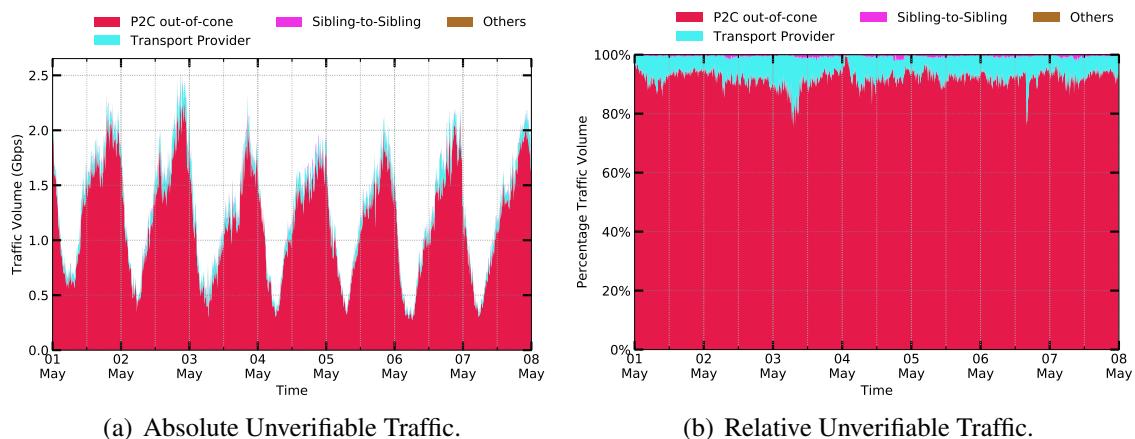 P2C out-of-cone Sibling-to-Sibling Others
Transport Provider
2.5
2.0
1.5
1.0
0.5
0.0
Traffic Volume (Gbps)
01 May
02 May
03 May
04 May
05 May
06 May
07 May
08 May
Time
(a) Absolute Unverifiable Traffic.
P2C out-of-cone Sibling-to-Sibling Others
Transport Provider
100%
80%
60%
40%
20%
0%
Percentage Traffic Volume
01 May
02 May
03 May
04 May
05 May
06 May
07 May
08 May
Time
(b) Relative Unverifiable Traffic.